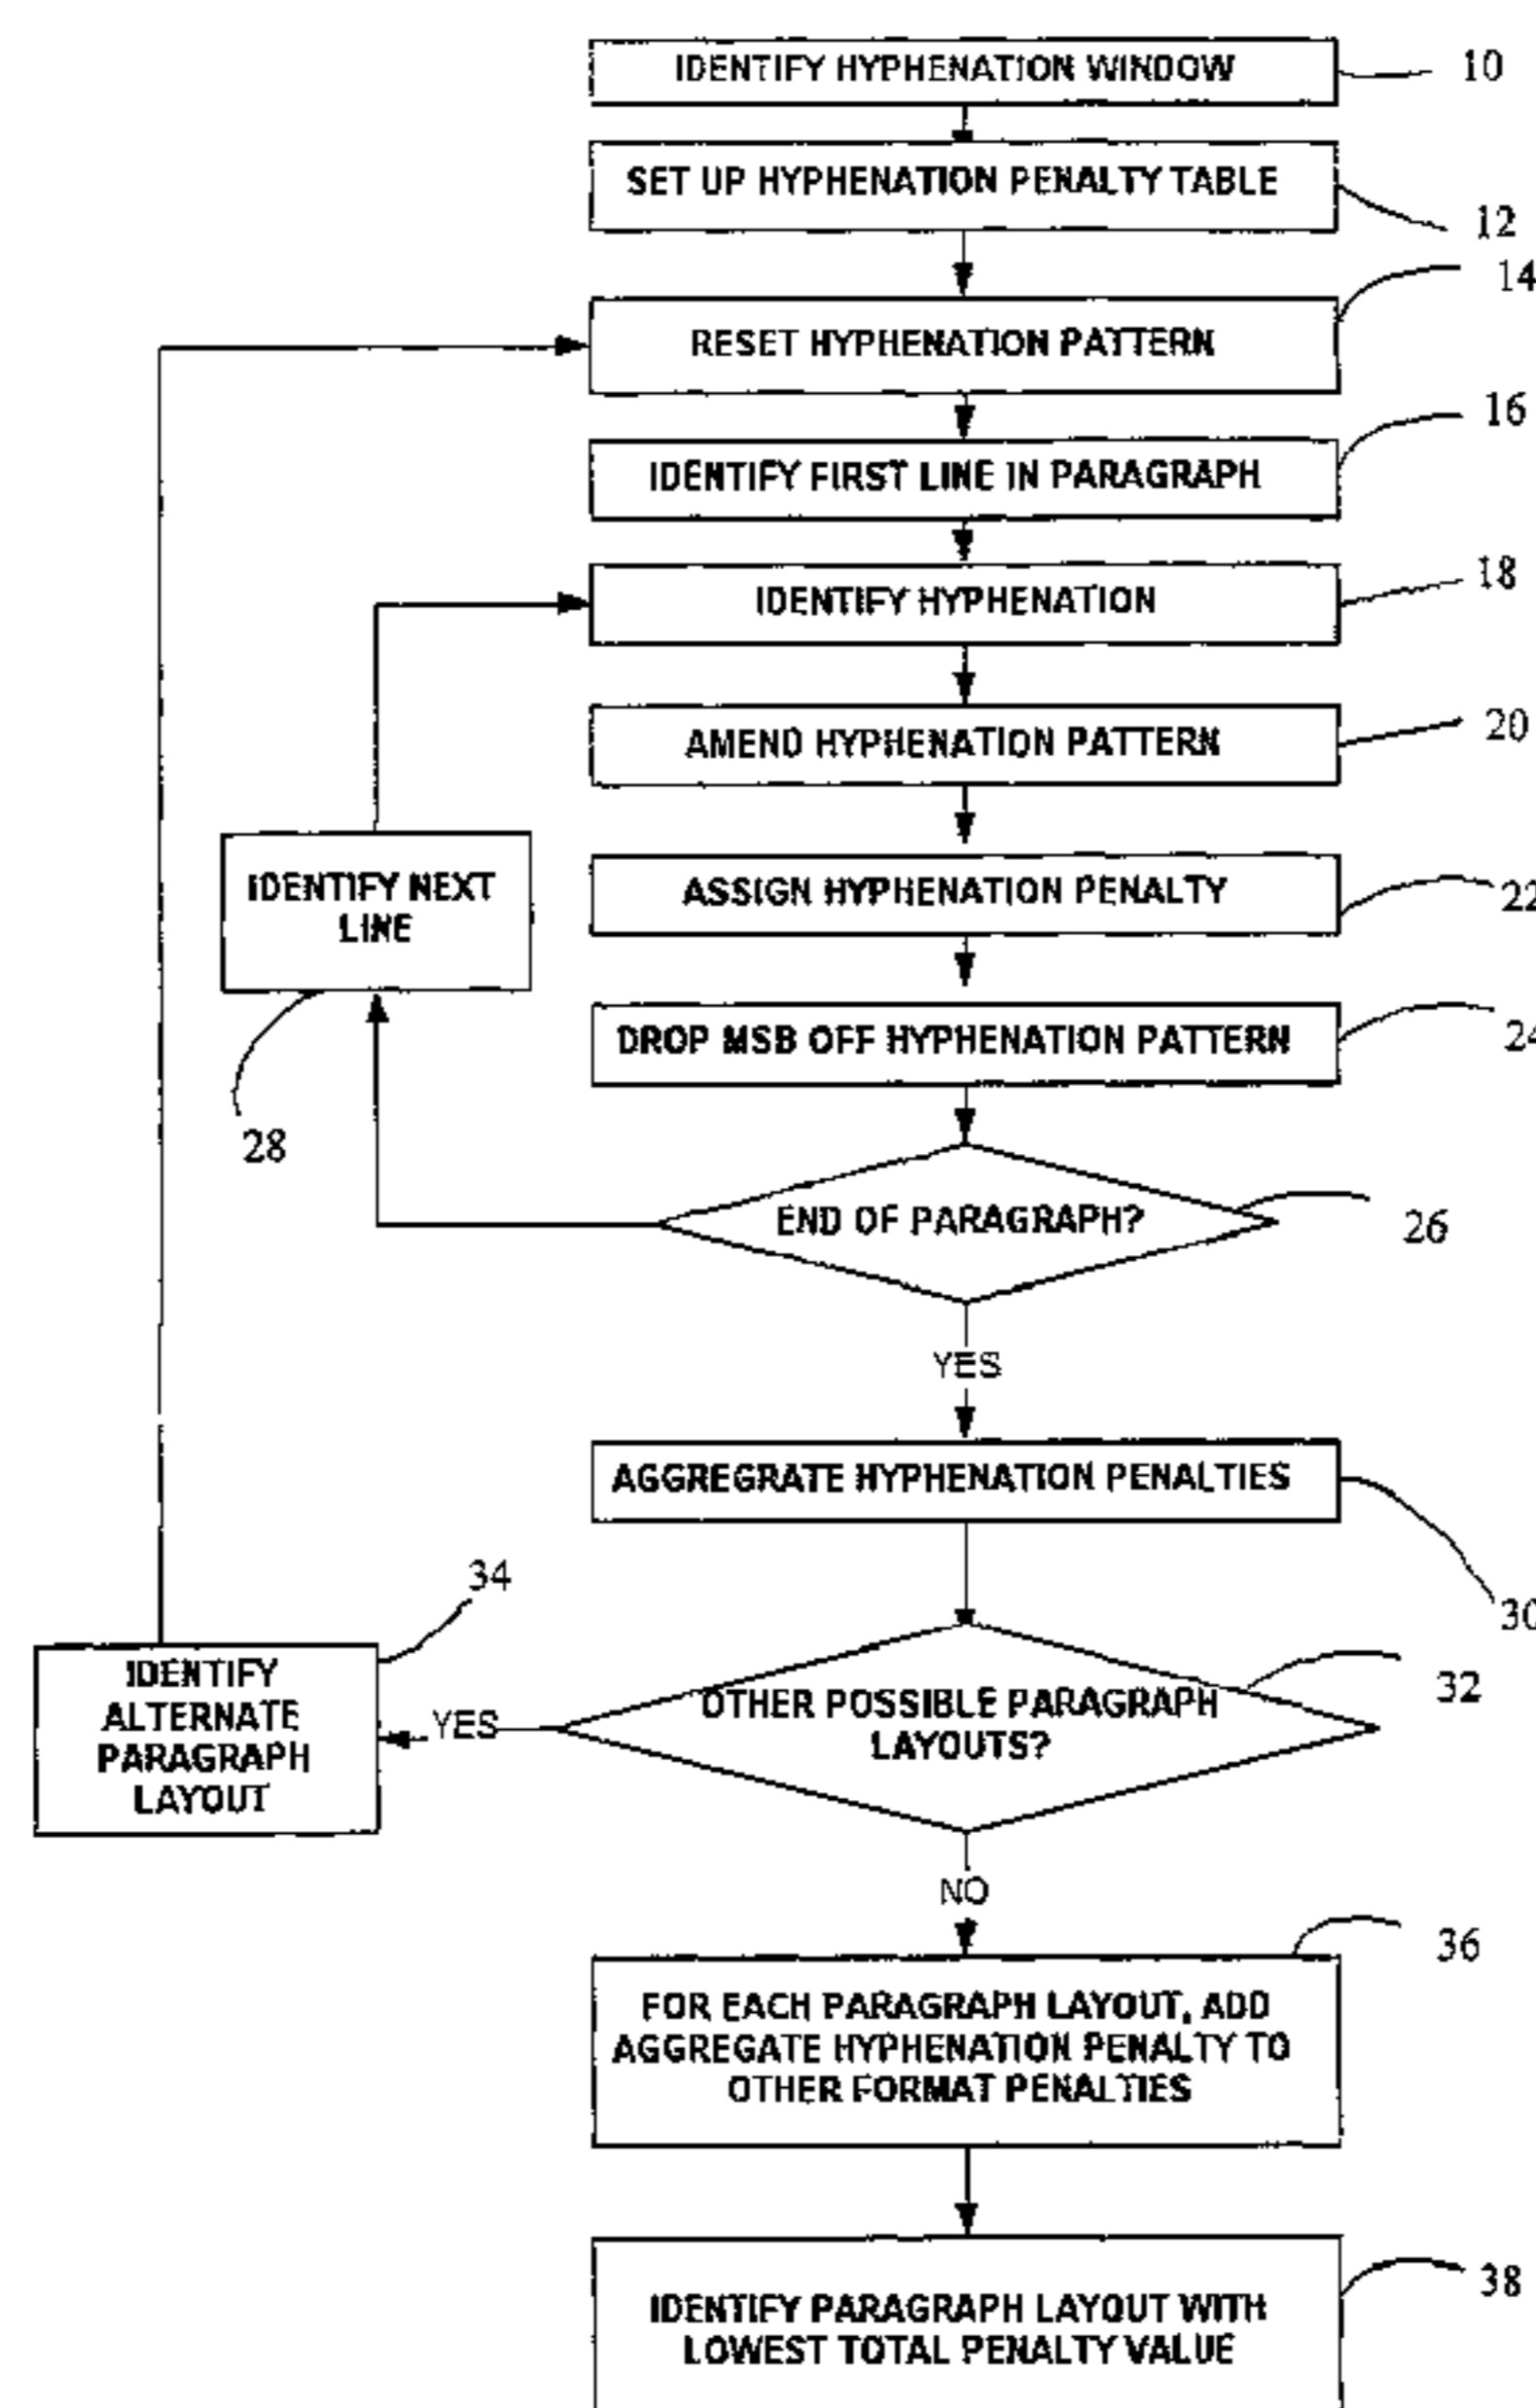 IDENTIFY HYPHENATION WINDOW
10
SET UP HYPHENATION PENALTY TABLE
12
RESET HYPHENATION PATTERN
14
IDENTIFY FIRST LINE IN PARAGRAPH
16
IDENTIFY HYPHENATION
18
AMEND HYPHENATION PATTERN
20
IDENTIFY NEXT
LINE
28
ASSIGN HYPHENATION PENALTY
22
DROP MSB OFF HYPHENATION PATTERN
24
END OF PARAGRAPH?
26
YES
AGGREGRATE HYPHENATION PENALTIES
30
OTHER POSSIBLE PARAGRAPH
LAYOUTS?
32
YES
34
IDENTIFY
ALTERNATE
PARAGRAPH
LAYOUT
NO
FOR EACH PARAGRAPH LAYOUT, ADD
AGGREGATE HYPHENATION PENALTY TO
OTHER FORMAT PENALTIES
36
IDENTIFY PARAGRAPH LAYOUT WITH
LOWEST TOTAL PENALTY VALUE
38